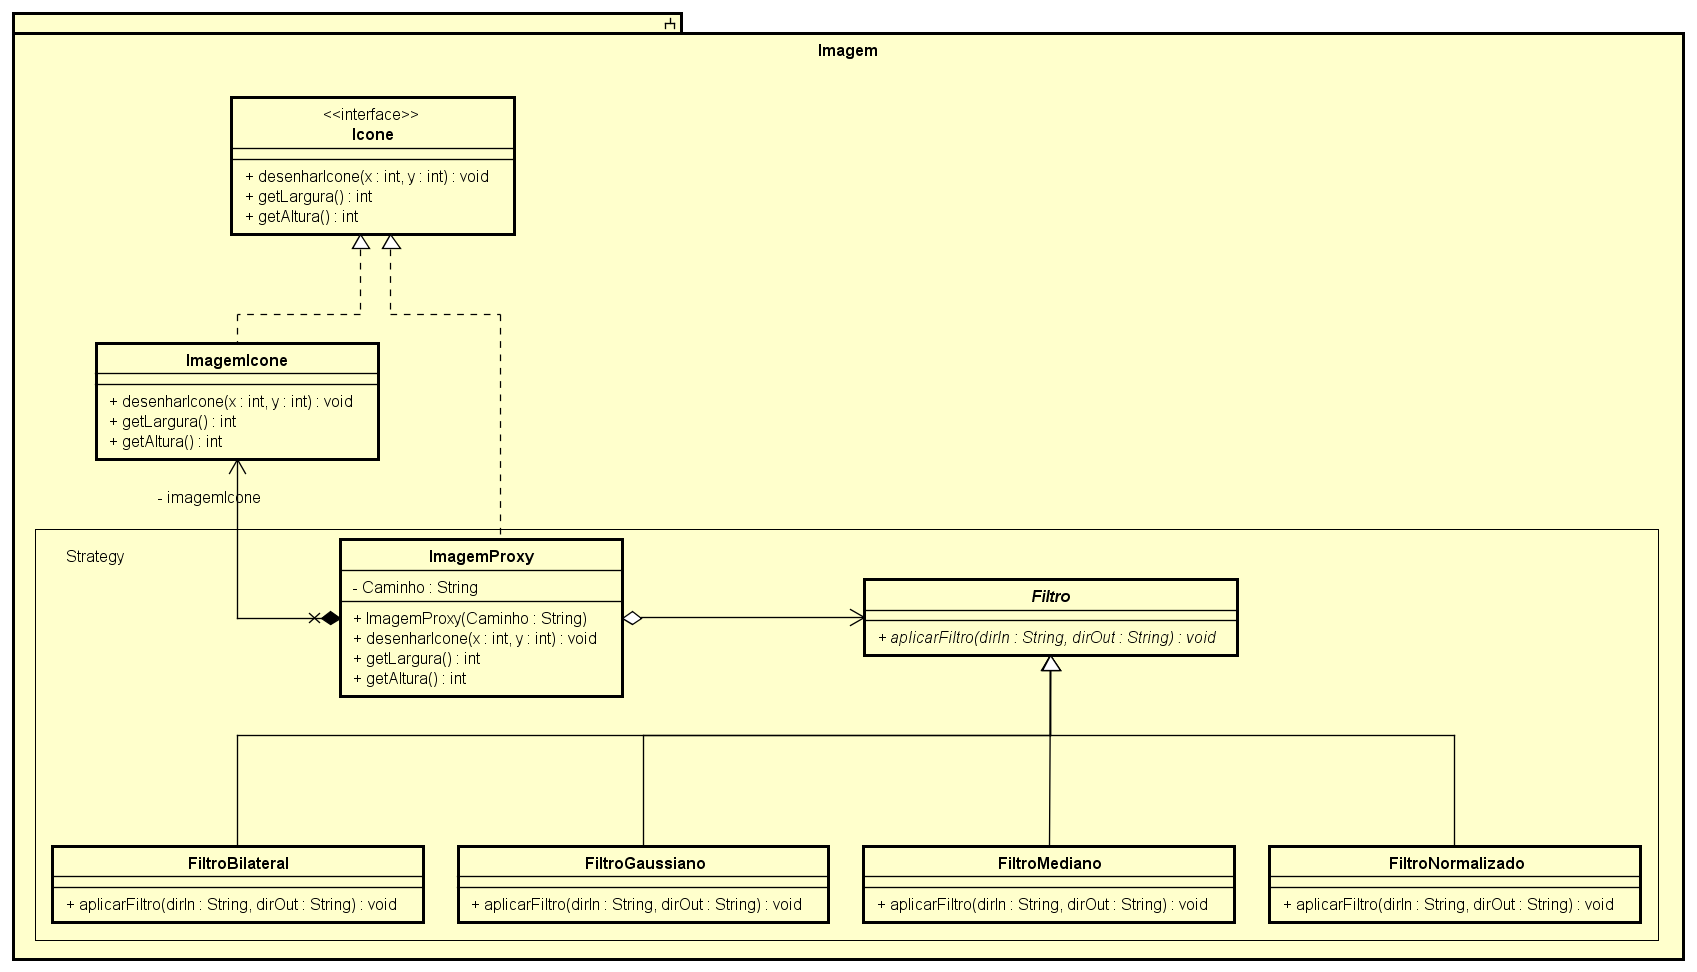 Imagem
<<interface>>
Icone
+ desenharIcone(x : int, y : int) : void
+ getLargura() : int
+ getAltura() : int
ImagemIcone
+ desenharIcone(x : int, y : int) : void
+ getLargura() : int
+ getAltura() : int
- imagemIcone
Strategy
ImagemProxy
- Caminho : String
+ ImagemProxy(Caminho : String)
+ desenharIcone(x : int, y : int) : void
+ getLargura() : int
+ getAltura() : int
Filtro
+ aplicarFiltro(dirIn : String, dirOut : String) : void
FiltroBilateral
+ aplicarFiltro(dirIn : String, dirOut : String) : void
FiltroGaussiano
+ aplicarFiltro(dirIn : String, dirOut : String) : void
FiltroMediano
+ aplicarFiltro(dirIn : String, dirOut : String) : void
FiltroNormalizado
+ aplicarFiltro(dirIn : String, dirOut : String) : void